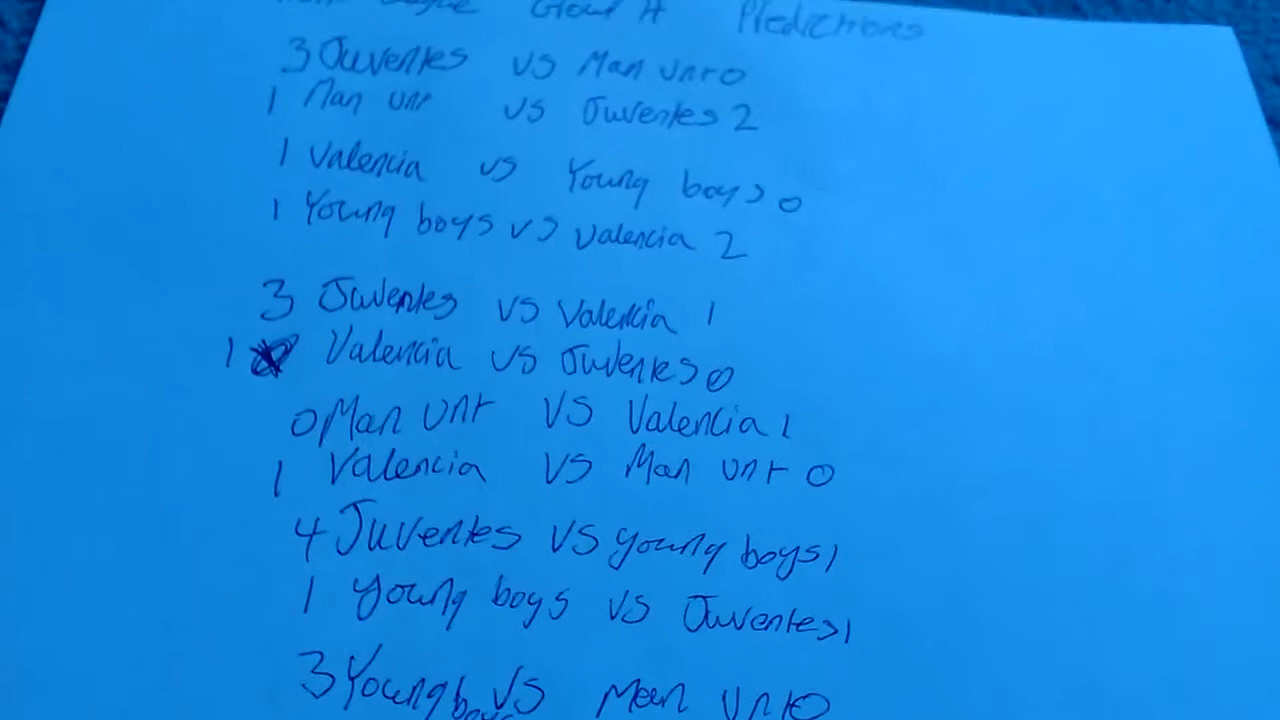 Group A Predictions
3 Juventes vs Man unt 0
1 Man unt vs Juventes 2
1 Valencia vs Young boys 0
1 Young boys vs Valencia 2
3 Juventes vs Valencia 1
1 Valencia vs Juventes 0
0 Man unt vs Valencia 1
1 Valencia vs Man unt 0
4 Juventes vs young boys 1
1 Young boys vs Juventes 1
3 Young boys vs Man unt 0